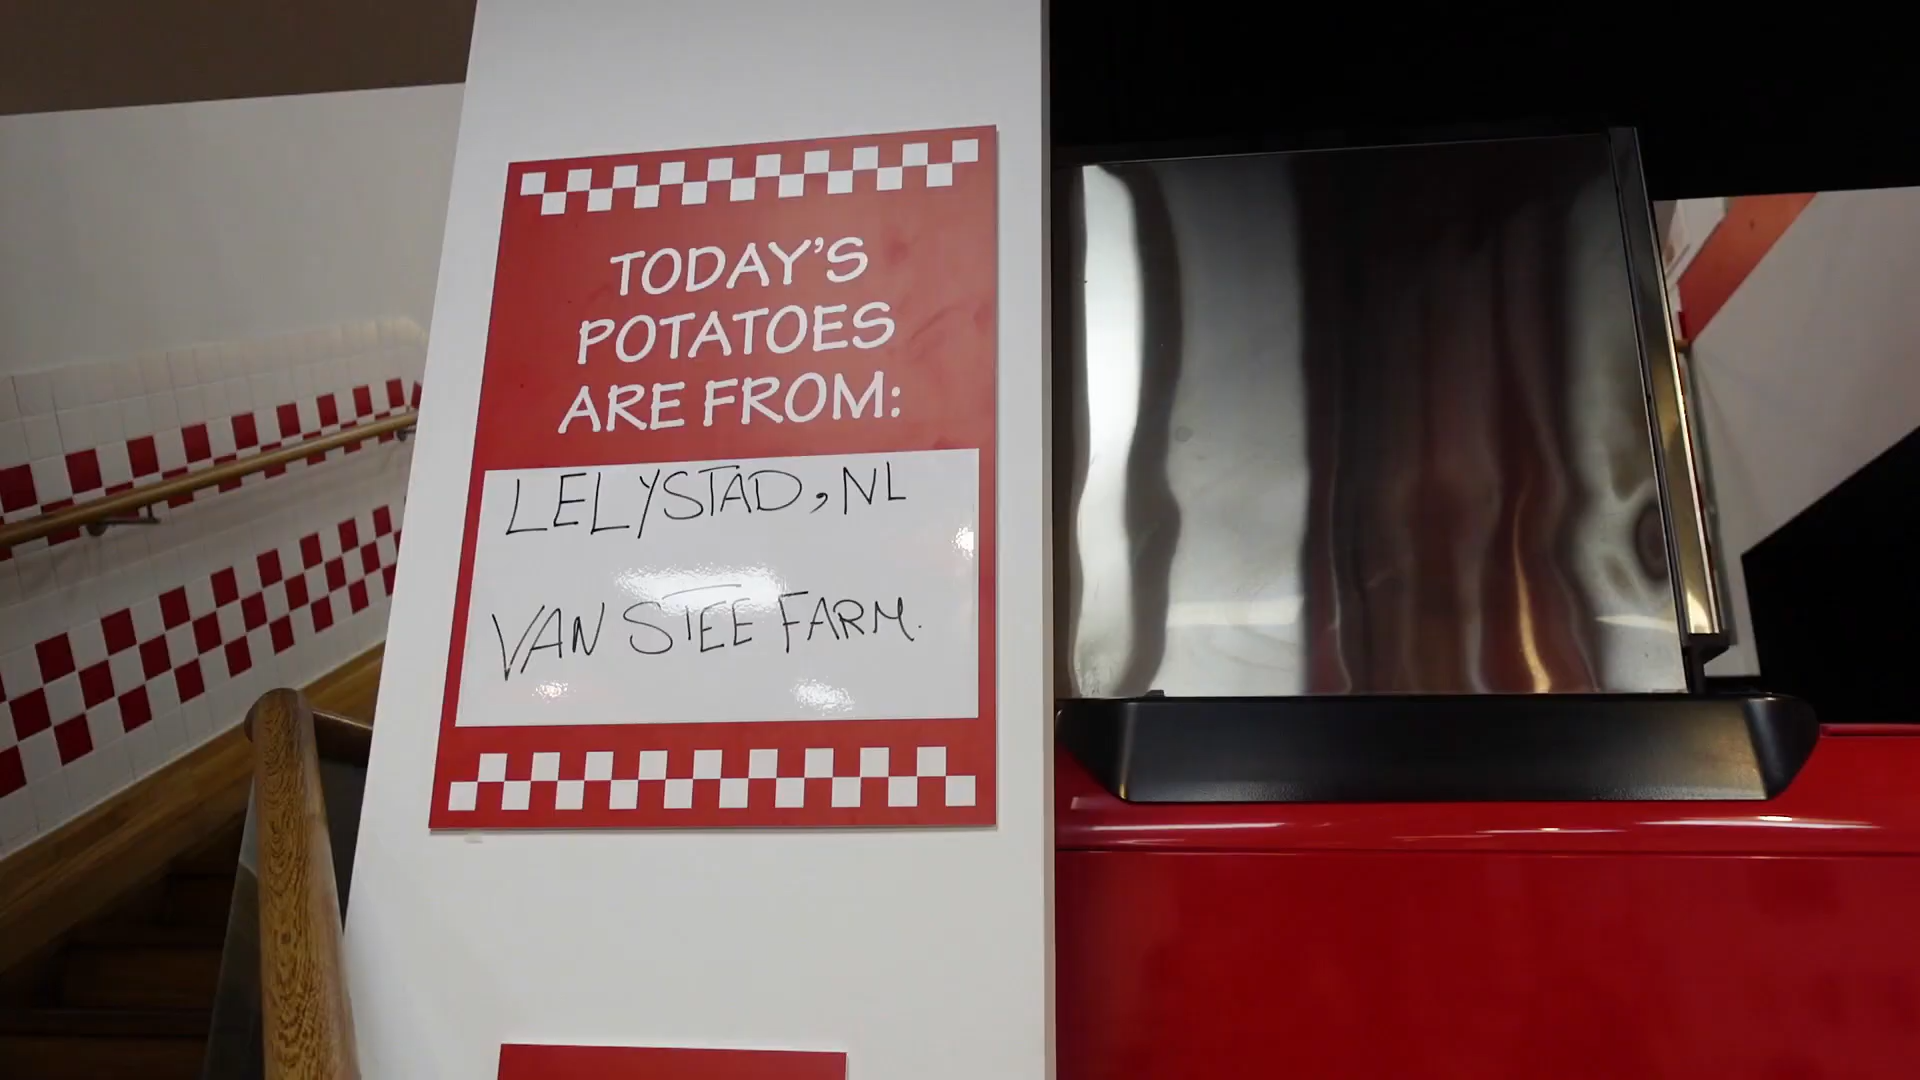 TODAY'S
POTATOES
ARE FROM:
LELYSTAD, NL
VAN STEE FARM.